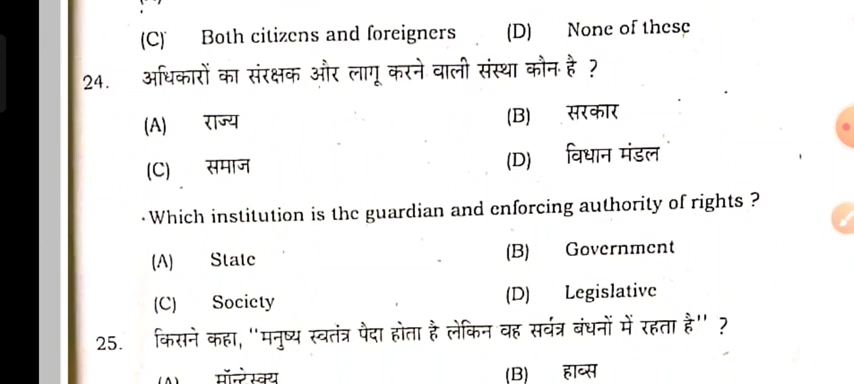 (C) Both citizens and foreigners (D) None of these
24. अधिकारों का संरक्षक और लागू करने वाली संस्था कौन है ?
(A) राज्य (B) सरकार
(C) समाज (D) विधान मंडल
Which institution is the guardian and enforcing authority of rights ?
(A) State (B) Government
(C) Society (D) Legislative
25. किसने कहा, "मनुष्य स्वतंत्र पैदा होता है लेकिन वह सर्वत्र बंधनों में रहता है" ?
(A) मॉन्टेस्क्य (B) हाब्स